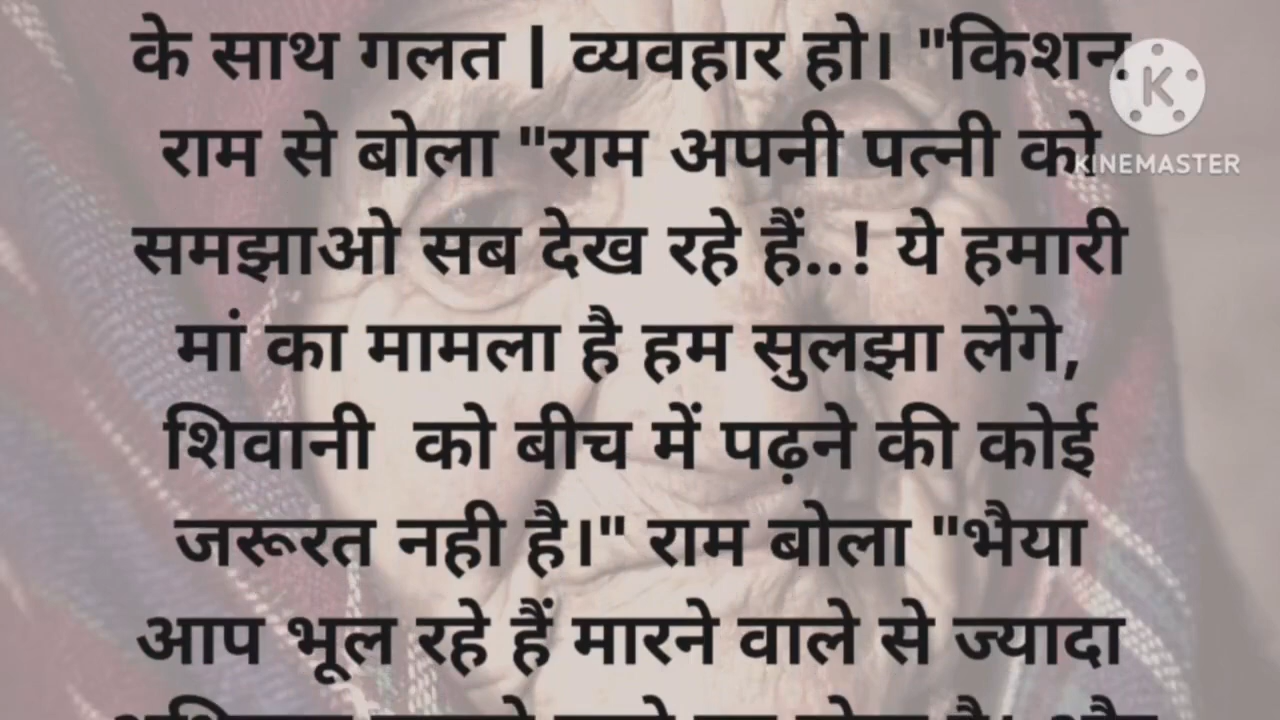 के साथ गलत | व्यवहार हो। "किशन
राम से बोला "राम अपनी पत्नी को
समझाओ सब देख रहे हैं..! ये हमारी
मां का मामला है हम सुलझा लेंगे,
शिवानी  को बीच में पढ़ने की कोई
जरूरत नही है।" राम बोला "भैया
आप भूल रहे हैं मारने वाले से ज्यादा
K
KINEMASTER